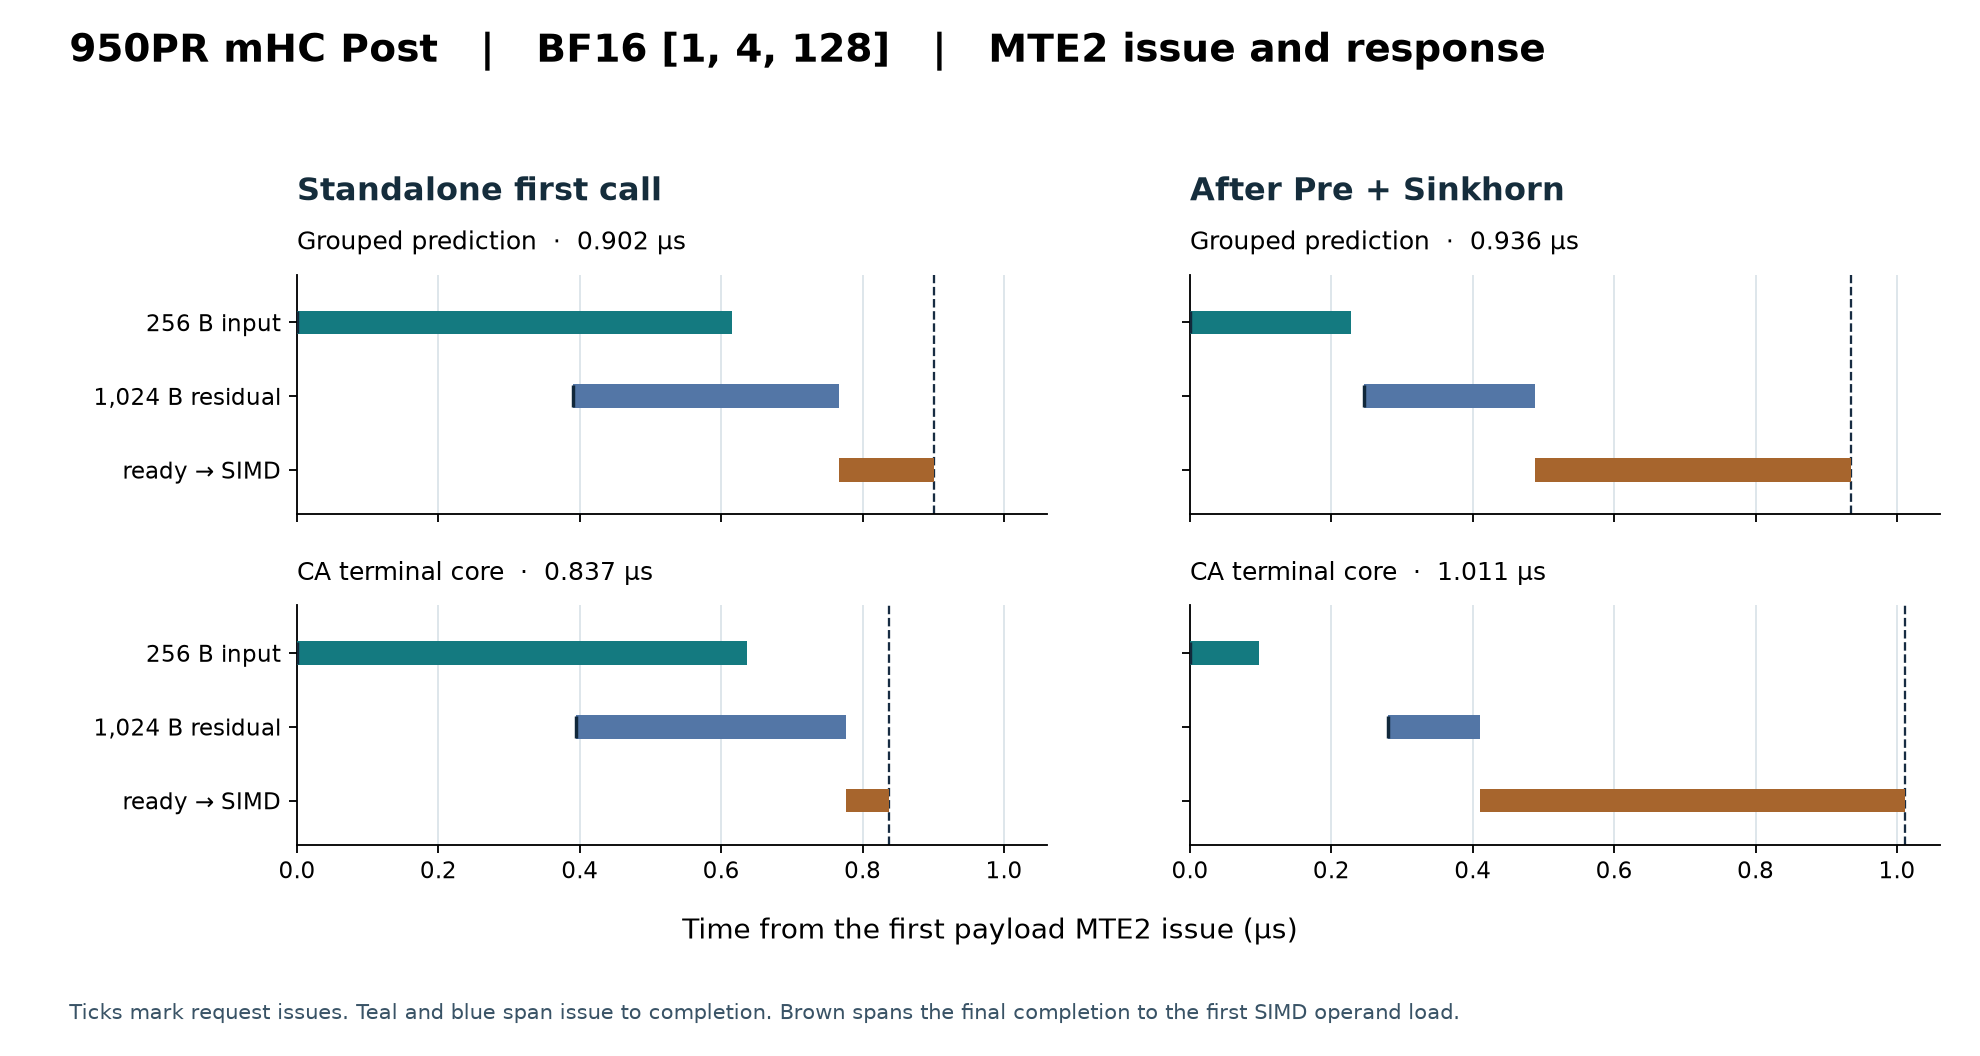 950PR mHC Post | BF16 [1, 4, 128] | MTE2 issue and response
Standalone first call
Grouped prediction · 0.902 µs
256 B input
1,024 B residual
ready → SIMD
After Pre + Sinkhorn
Grouped prediction · 0.936 µs
CA terminal core · 0.837 µs
256 B input
1,024 B residual
ready → SIMD
0.0 0.2 0.4 0.6 0.8 1.0
CA terminal core · 1.011 µs
0.0 0.2 0.4 0.6 0.8 1.0
Time from the first payload MTE2 issue (µs)
Ticks mark request issues. Teal and blue span issue to completion. Brown spans the final completion to the first SIMD operand load.